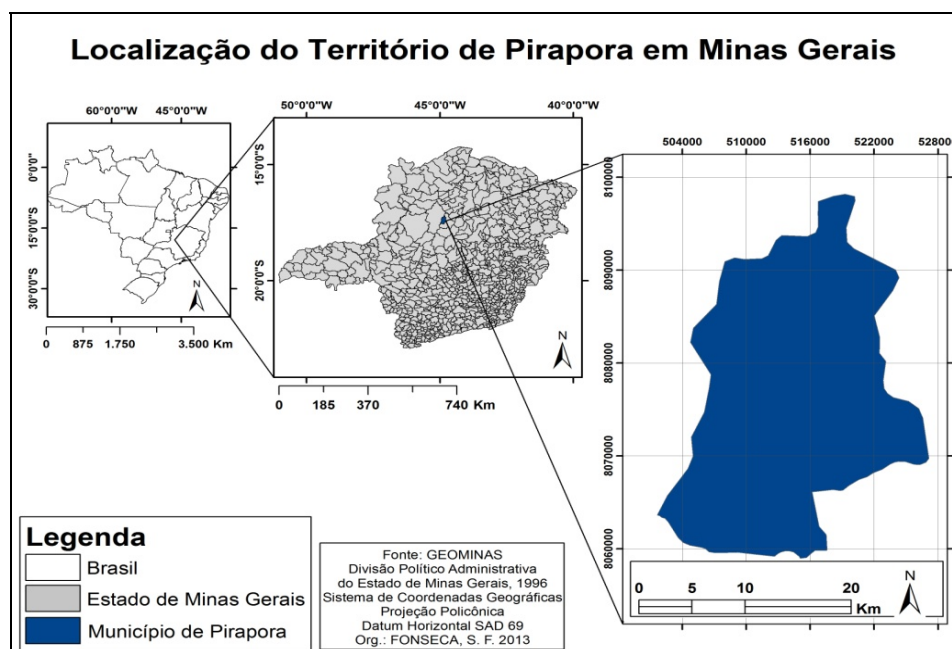 Localização do Território de Pirapora em Minas Gerais
60°0'0"W 45°0'0"W
0°0'0"
15°0'0"S
30°0'0"S
N
0 875 1.750 3.500 Km
50°0'0"W 45°0'0"W 40°0'0"W
15°0'0"S
20°0'0"S
N
0 185 370 740 Km
504000 510000 516000 522000 528000
8100000
8090000
8080000
8070000
8060000
0 5 10 20
Km
N
Legenda
Brasil
Estado de Minas Gerais
Município de Pirapora
Fonte: GEOMINAS
Divisão Político Administrativa
do Estado de Minas Gerais, 1996
Sistema de Coordenadas Geográficas
Projeção Policônica
Datum Horizontal SAD 69
Org.: FONSECA, S. F. 2013